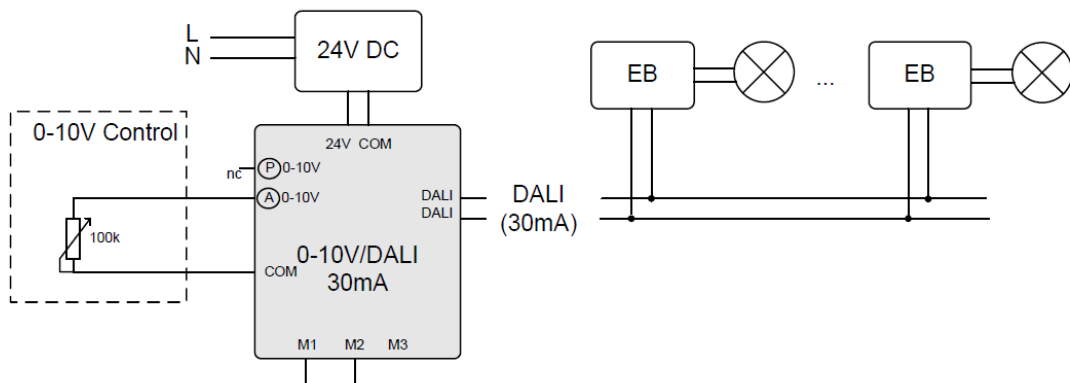 L
N
24V DC
EB
...
EB
0-10V Control
24V COM
nc
P 0-10V
A 0-10V
DALI
DALI
DALI
(30mA)
100k
0-10V/DALI
30mA
COM
M1 M2 M3